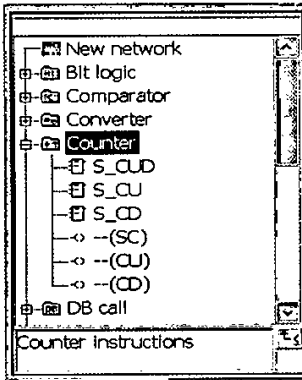 New network
Bit logic
Comparator
Converter
Counter
S_CUD
S_CU
S_CD
--(SC)
--(CU)
--(CD)
DB call
Counter instructions